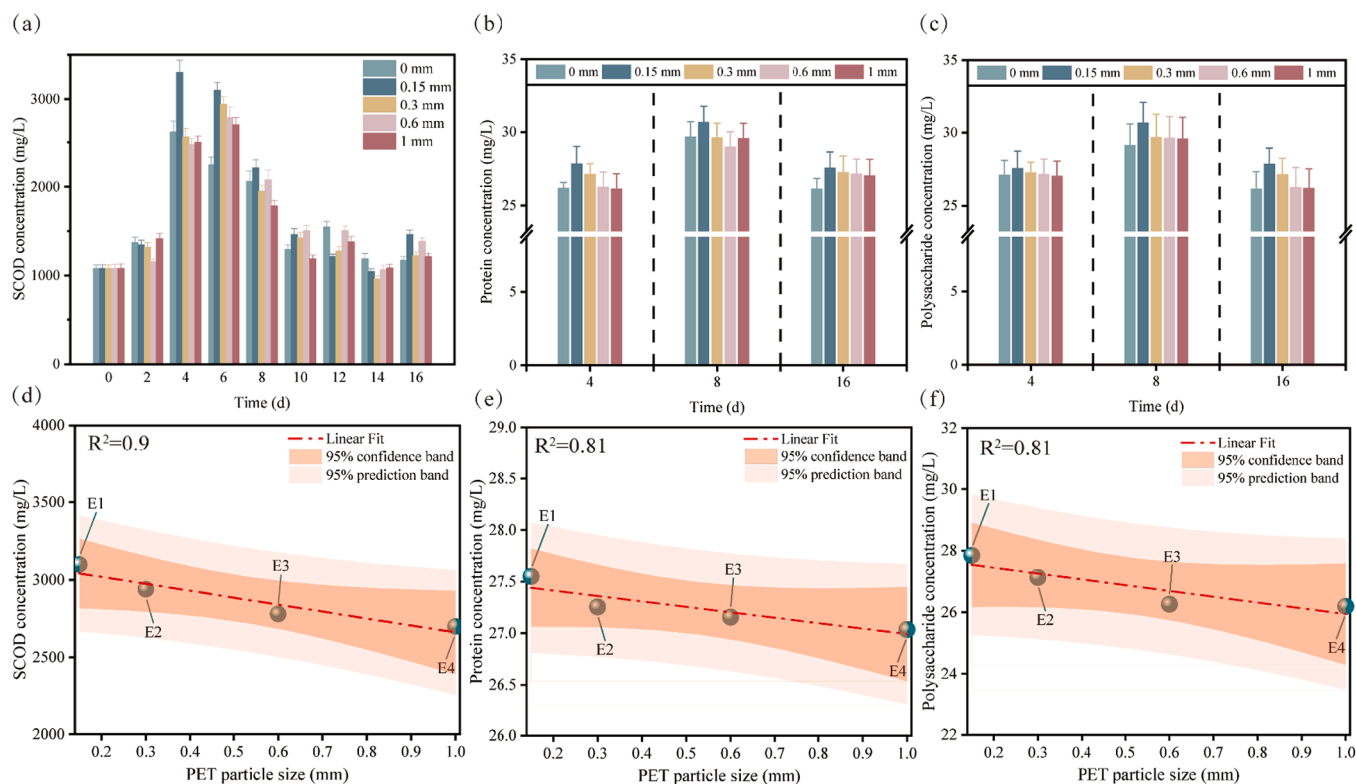 (a)
SCOD concentration (mg/L)
3000
2000
1000
0
0 mm
0.15 mm
0.3 mm
0.6 mm
1 mm
0 2 4 6 8 10 12 14 16
Time (d)
(b)
Protein concentration (mg/L)
35
30
25
5
0
0 mm 0.15 mm 0.3 mm 0.6 mm 1 mm
4 8 16
Time (d)
(c)
Polysaccharide concentration (mg/L)
35
30
25
5
0
0 mm 0.15 mm 0.3 mm 0.6 mm 1 mm
4 8 16
Time (d)
(d)
SCOD concentration (mg/L)
4000
3500
3000
2500
2000
R²=0.9
Linear Fit
95% confidence band
95% prediction band
E1
E2
E3
E4
0.2 0.3 0.4 0.5 0.6 0.7 0.8 0.9 1.0
PET particle size (mm)
(e)
Protein concentration (mg/L)
29.0
28.5
28.0
27.5
27.0
26.5
26.0
R²=0.81
Linear Fit
95% confidence band
95% prediction band
E1
E2
E3
E4
0.2 0.3 0.4 0.5 0.6 0.7 0.8 0.9 1.0
PET particle size (mm)
(f)
Polysaccharide concentration (mg/L)
32
30
28
26
24
22
R²=0.81
Linear Fit
95% confidence band
95% prediction band
E1
E2
E3
E4
0.2 0.3 0.4 0.5 0.6 0.7 0.8 0.9 1.0
PET particle size (mm)